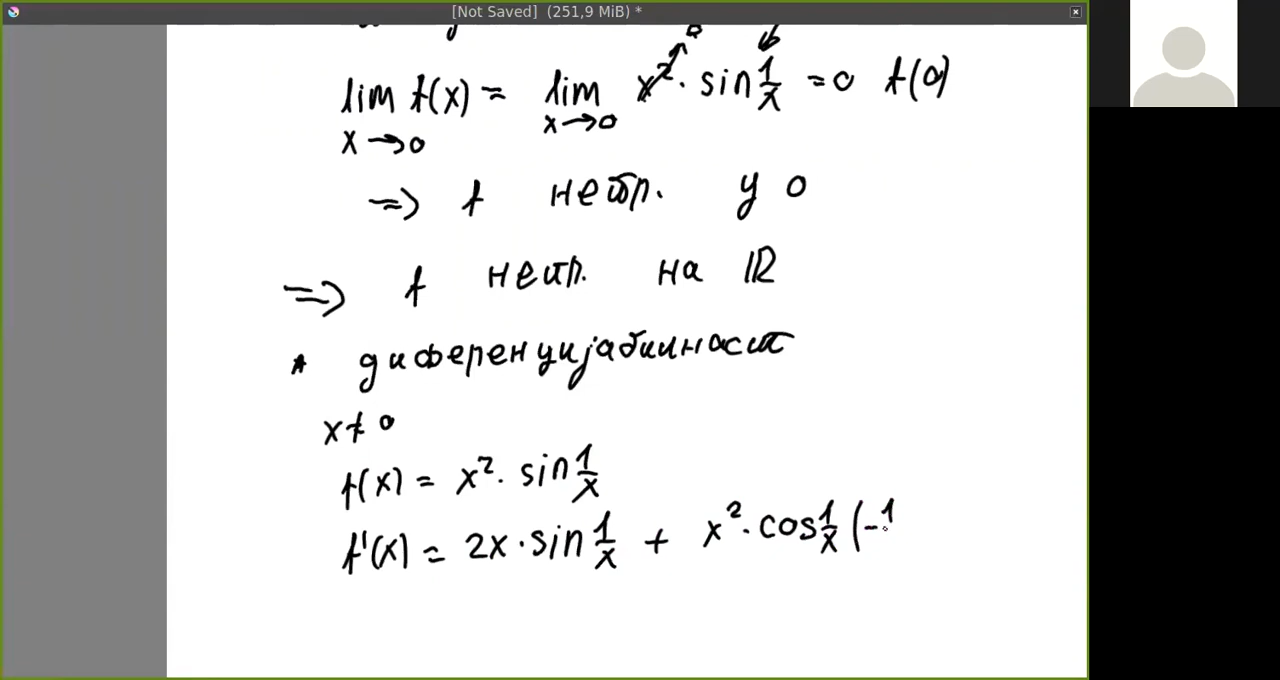 [Not Saved] (251,9 MiB) *
lim f(x) = lim x². sin 1/x = 0 f(0)
x→0 x→0
0
=> f непр. у 0
=> f непр. на ℝ
* диференцијабилност
x≠0
f(x) = x². sin 1/x
f'(x) = 2x · sin 1/x + x². cos 1/x (-1